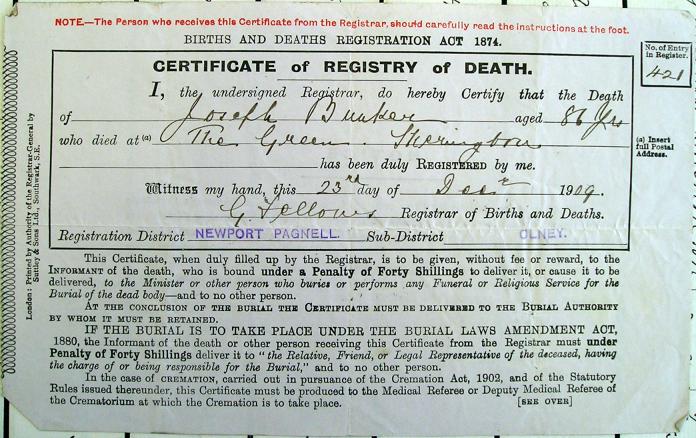 NOTE.—The Person who receives this Certificate from the Registrar, should carefully read the instructions at the foot.
BIRTHS AND DEATHS REGISTRATION ACT 1874.
No. of Entry
in Register.
421
CERTIFICATE of REGISTRY of DEATH.
I, the undersigned Registrar, do hereby Certify that the Death
of Joseph Bunker aged 86 Yrs
who died at (a) The Green Sherington
(a) Insert
full Postal
Address.
has been duly REGISTERED by me.
Witness my hand, this 23rd day of Decr 1909.
G. Fellows Registrar of Births and Deaths.
Registration District NEWPORT PAGNELL. Sub-District OLNEY.
This Certificate, when duly filled up by the Registrar, is to be given, without fee or reward, to the
INFORMANT of the death, who is bound under a Penalty of Forty Shillings to deliver it, or cause it to be
delivered, to the Minister or other person who buries or performs any Funeral or Religious Service for the
Burial of the dead body—and to no other person.
AT THE CONCLUSION OF THE BURIAL THE CERTIFICATE MUST BE DELIVERED TO THE BURIAL AUTHORITY
BY WHOM IT MUST BE RETAINED.
IF THE BURIAL IS TO TAKE PLACE UNDER THE BURIAL LAWS AMENDMENT ACT,
1880, the Informant of the death or other person receiving this Certificate from the Registrar must under
Penalty of Forty Shillings deliver it to "the Relative, Friend, or Legal Representative of the deceased, having
the charge of or being responsible for the Burial," and to no other person.
In the case of CREMATION, carried out in pursuance of the Cremation Act, 1902, and of the Statutory
Rules issued thereunder, this Certificate must be produced to the Medical Referee or Deputy Medical Referee of
the Crematorium at which the Cremation is to take place. [SEE OVER]
London: Printed by Authority of the Registrar-General by
& Sons Ltd., Southwark, S.E.